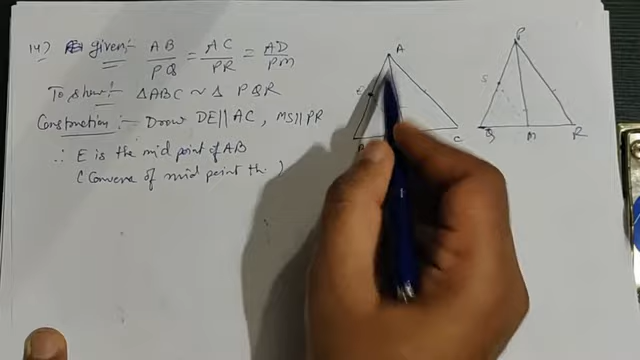 14) given:- AB/PQ = AC/PR = AD/PM
To show:- ΔABC ~ Δ PQR
Construction:- Draw DE||AC, MS||PR
∴ E is the mid point of AB
(Convene of mid point th.)
A
E
B
C
P
S
Q
M
R